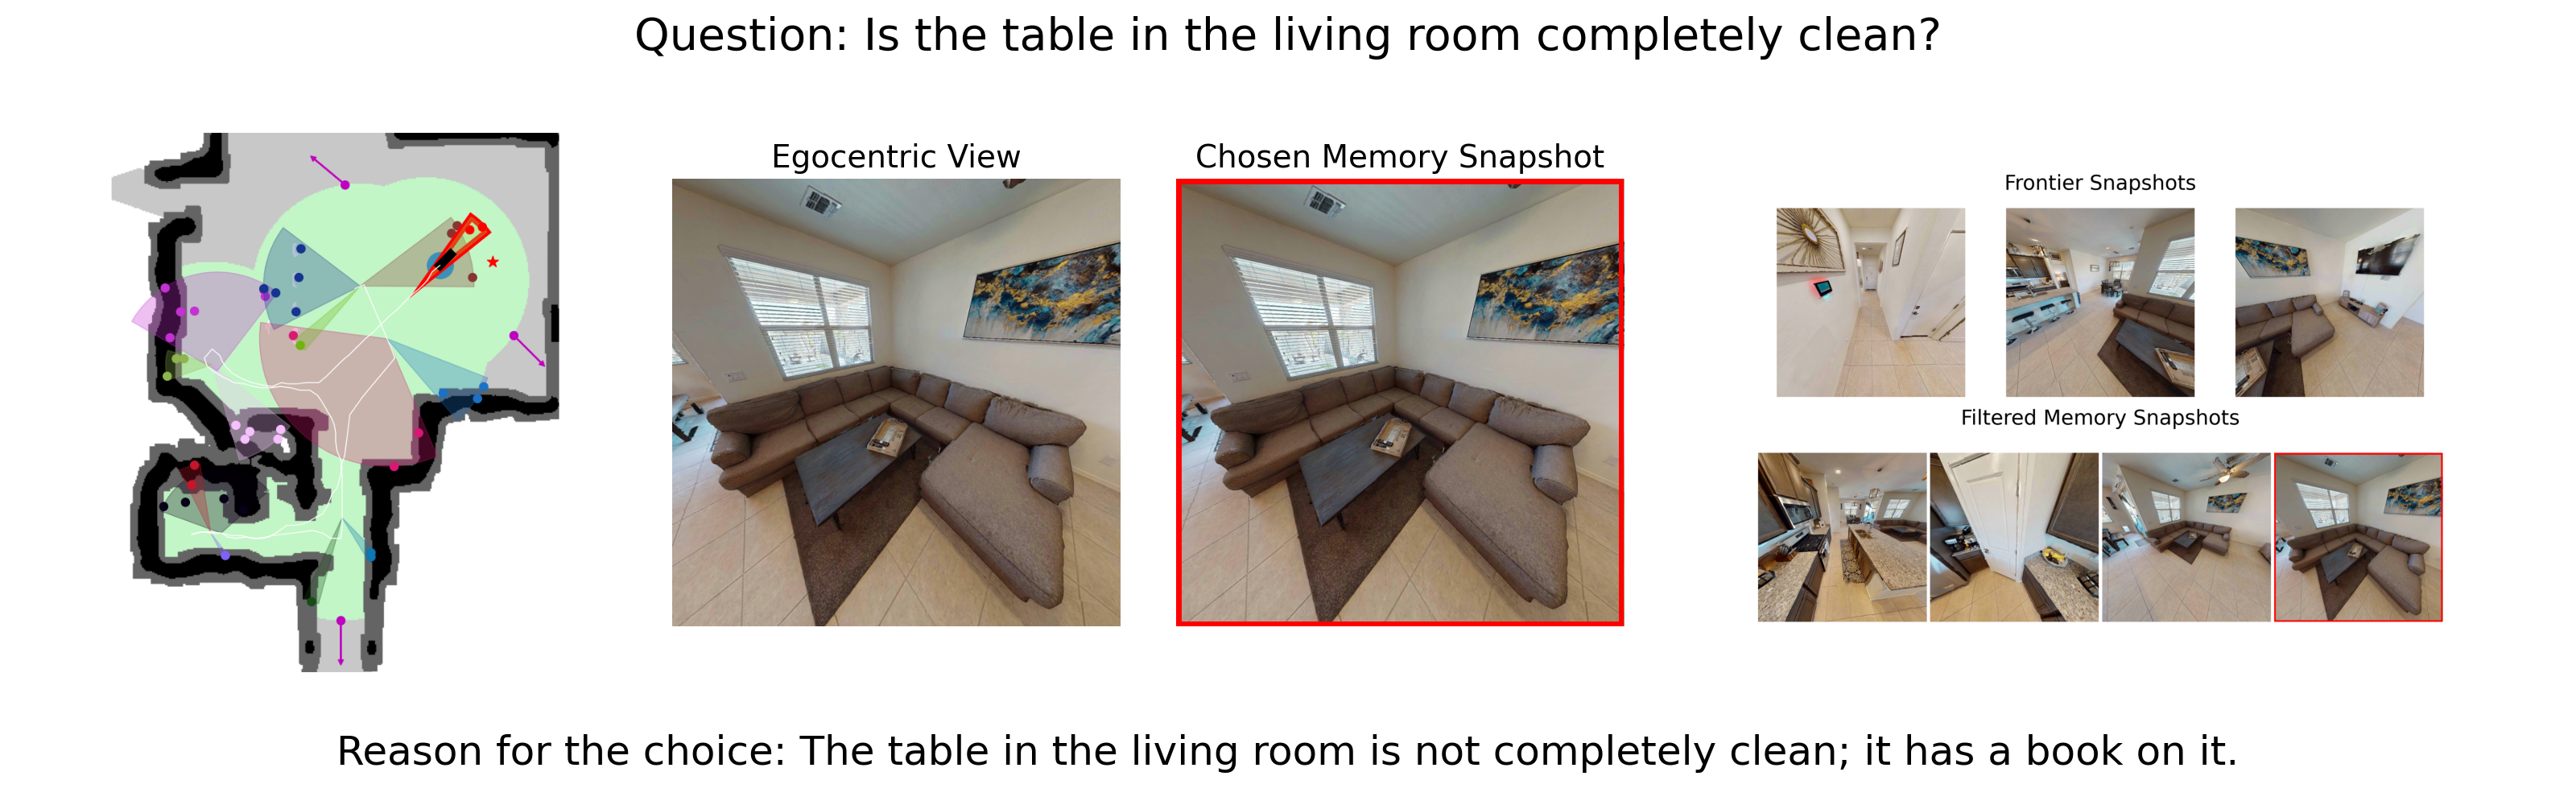 Question: Is the table in the living room completely clean?
Egocentric View
Chosen Memory Snapshot
Frontier Snapshots
Filtered Memory Snapshots
Reason for the choice: The table in the living room is not completely clean; it has a book on it.